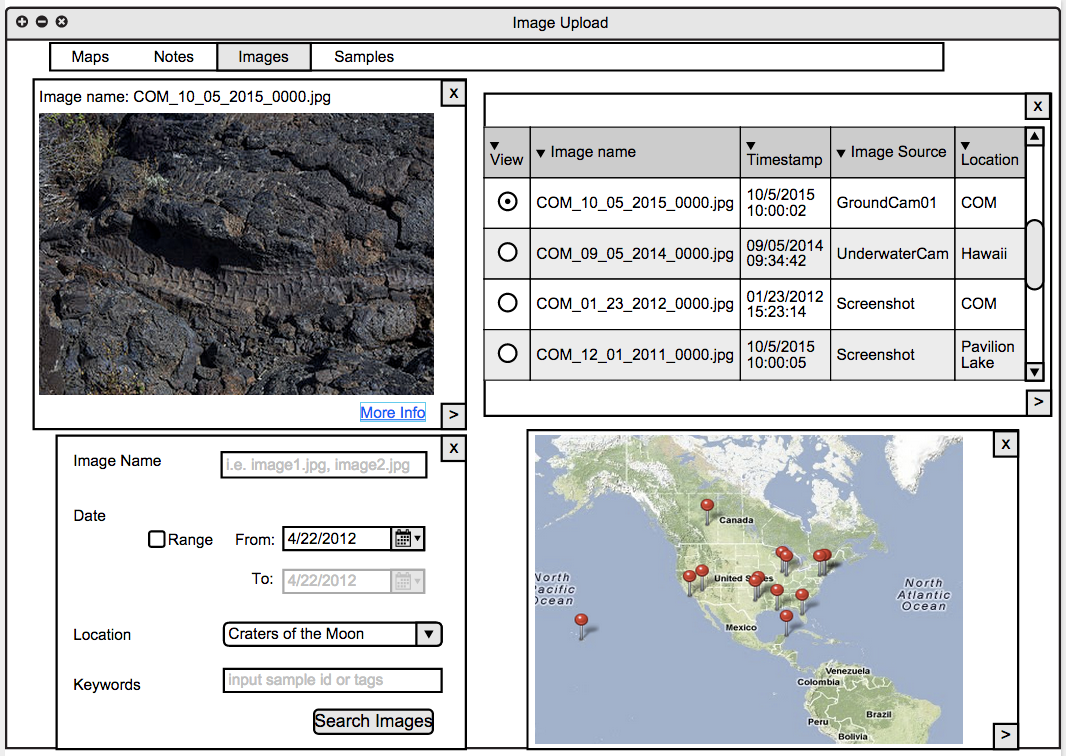 Image Upload
Maps Notes Images Samples
Image name: COM_10_05_2015_0000.jpg
X
More Info
>
X
View
Image name
Timestamp
Image Source
Location
COM_10_05_2015_0000.jpg
10/5/2015
10:00:02
GroundCam01
COM
COM_09_05_2014_0000.jpg
09/05/2014
09:34:42
UnderwaterCam
Hawaii
COM_01_23_2012_0000.jpg
01/23/2012
15:23:14
Screenshot
COM
COM_12_01_2011_0000.jpg
10/5/2015
10:00:05
Screenshot
Pavilion
Lake
>
X
Image Name
i.e. image1.jpg, image2.jpg
Date
Range
From: 4/22/2012
To: 4/22/2012
Location
Craters of the Moon
Keywords
input sample id or tags
Search Images
X
Canada
North
Pacific
Ocean
United States
North
Atlantic
Ocean
Mexico
Venezuela
Colombia
Brazil
Peru
Bolivia
>